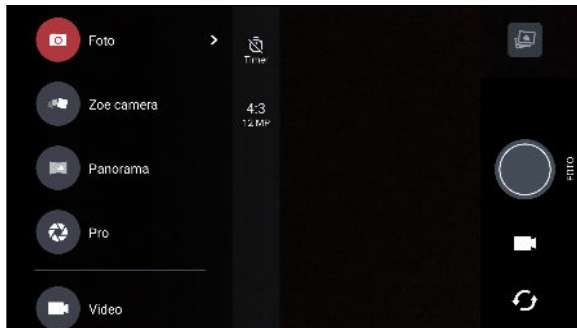 Foto
Timer
Zoe camera
4:3
12 MP
Panorama
FOTO
Pro
Video